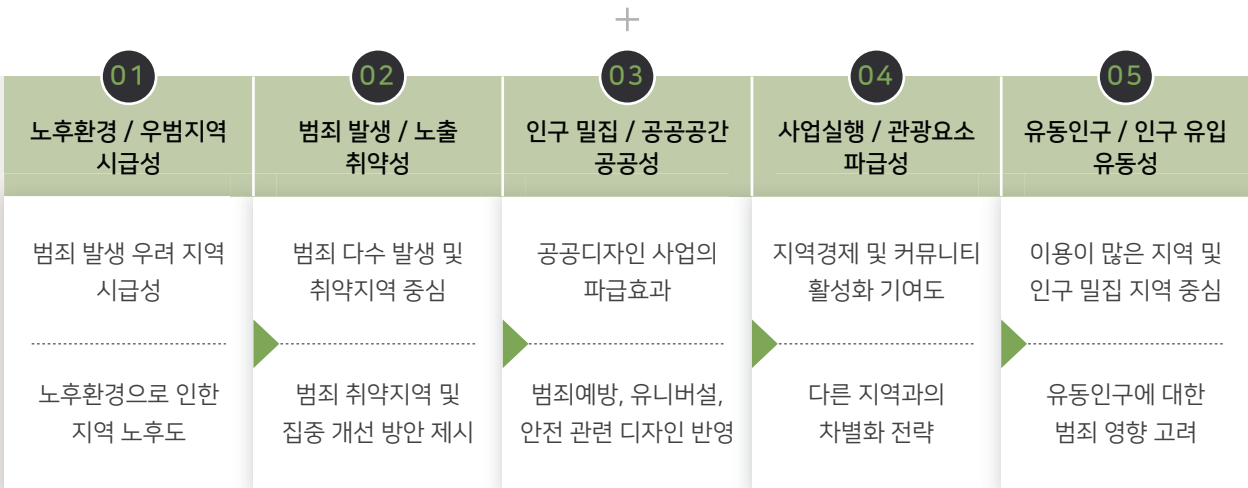 01
노후환경 / 우범지역
시급성
범죄 발생 우려 지역
시급성
노후환경으로 인한
지역 노후도
02
범죄 발생 / 노출
취약성
범죄 다수 발생 및
취약지역 중심
범죄 취약지역 및
집중 개선 방안 제시
03
인구 밀집 / 공공공간
공공성
공공디자인 사업의
파급효과
범죄예방, 유니버설,
안전 관련 디자인 반영
04
사업실행 / 관광요소
파급성
지역경제 및 커뮤니티
활성화 기여도
다른 지역과의
차별화 전략
05
유동인구 / 인구 유입
유동성
이용이 많은 지역 및
인구 밀집 지역 중심
유동인구에 대한
범죄 영향 고려